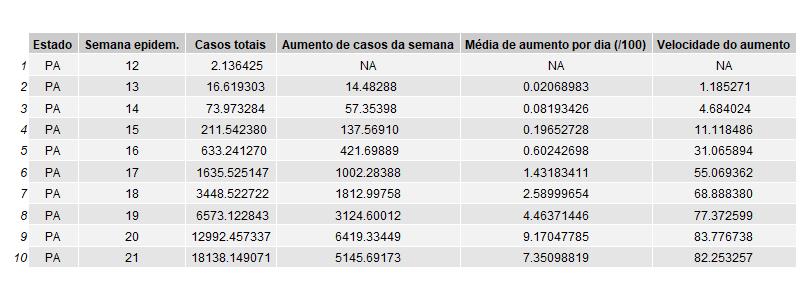 Estado Semana epidem. Casos totais Aumento de casos da semana Média de aumento por dia (/100) Velocidade do aumento
1 PA 12 2.136425 NA NA NA
2 PA 13 16.619303 14.48288 0.02068983 1.185271
3 PA 14 73.973284 57.35398 0.08193426 4.684024
4 PA 15 211.542380 137.56910 0.19652728 11.118486
5 PA 16 633.241270 421.69889 0.60242698 31.065894
6 PA 17 1635.525147 1002.28388 1.43183411 55.069362
7 PA 18 3448.522722 1812.99758 2.58999654 68.888380
8 PA 19 6573.122843 3124.60012 4.46371446 77.372599
9 PA 20 12992.457337 6419.33449 9.17047785 83.776738
10 PA 21 18138.149071 5145.69173 7.35098819 82.253257